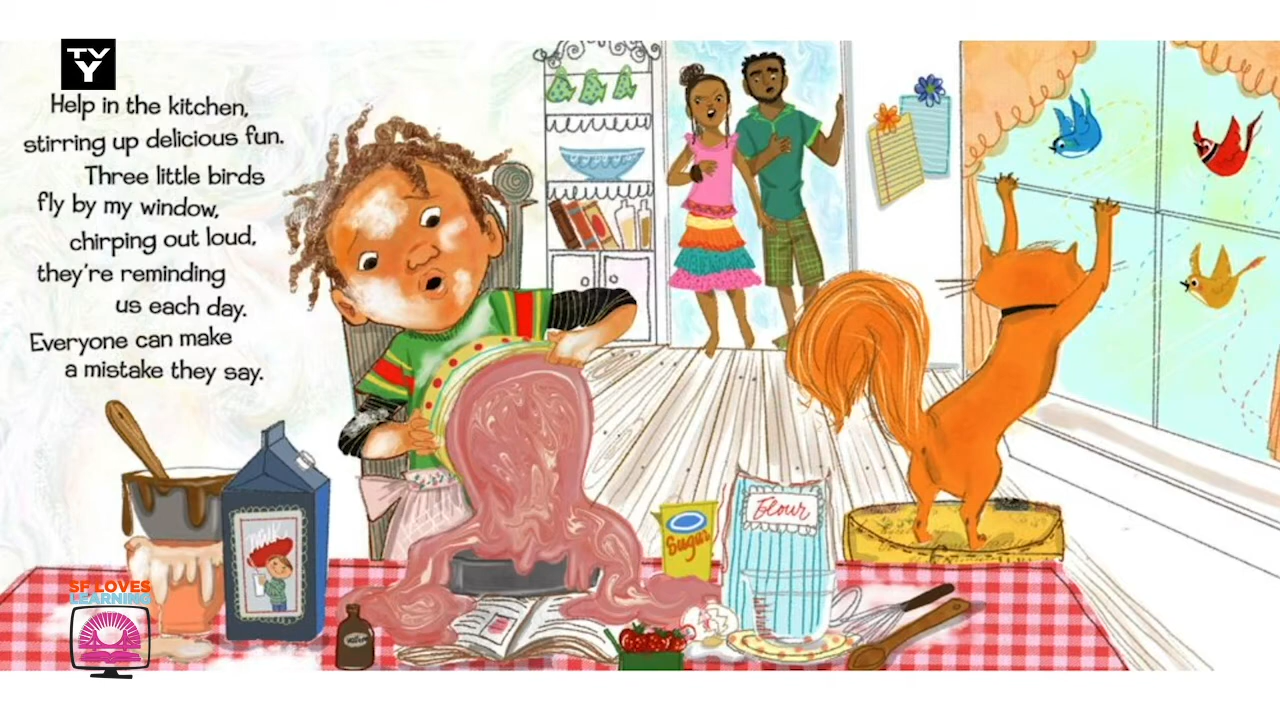 TV
Y
Help in the kitchen,
stirring up delicious fun.
Three little birds
fly by my window,
chirping out loud,
they're reminding
us each day.
Everyone can make
a mistake they say.
milk
Flour
Sugar
SF LOVES
LEARNING